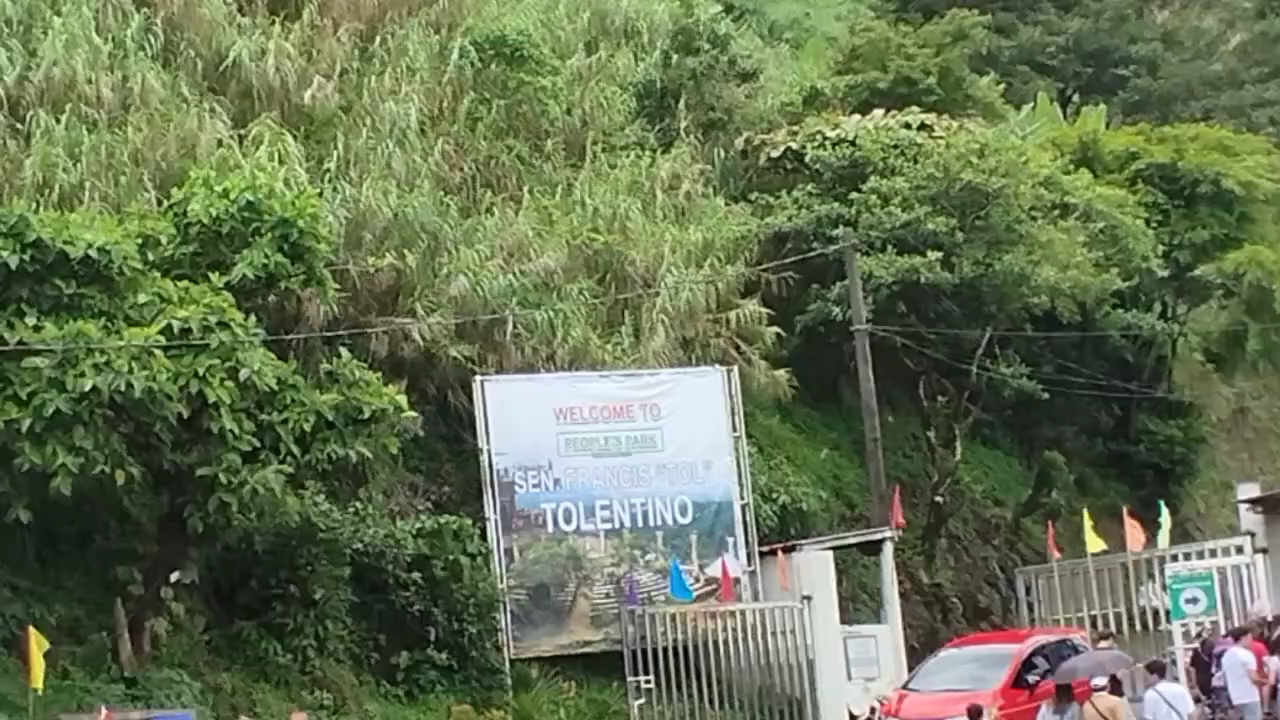 WELCOME TO
PEOPLE'S PARK
SEN. FRANCIS "TOL"
TOLENTINO